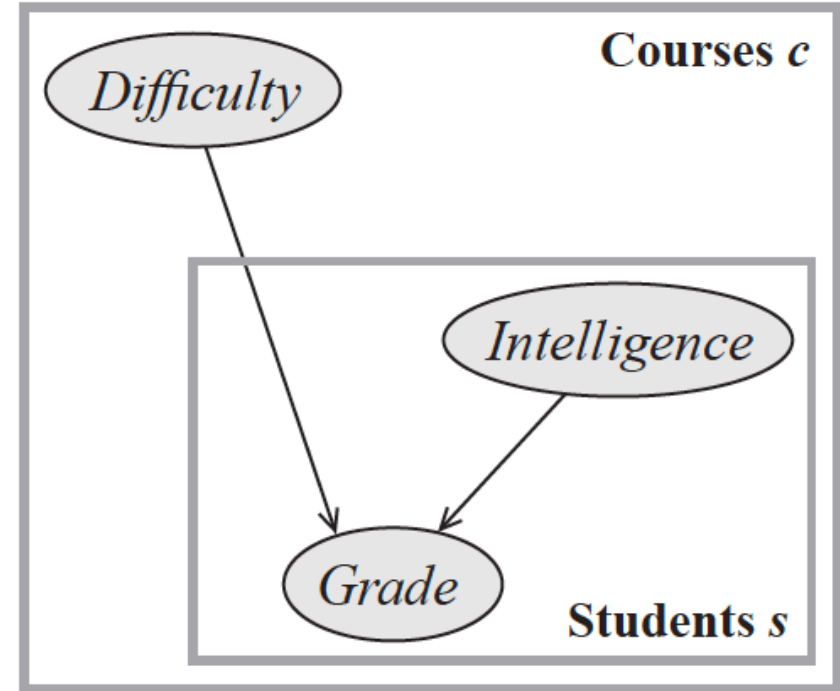 Courses c
Difficulty
Intelligence
Grade
Students s